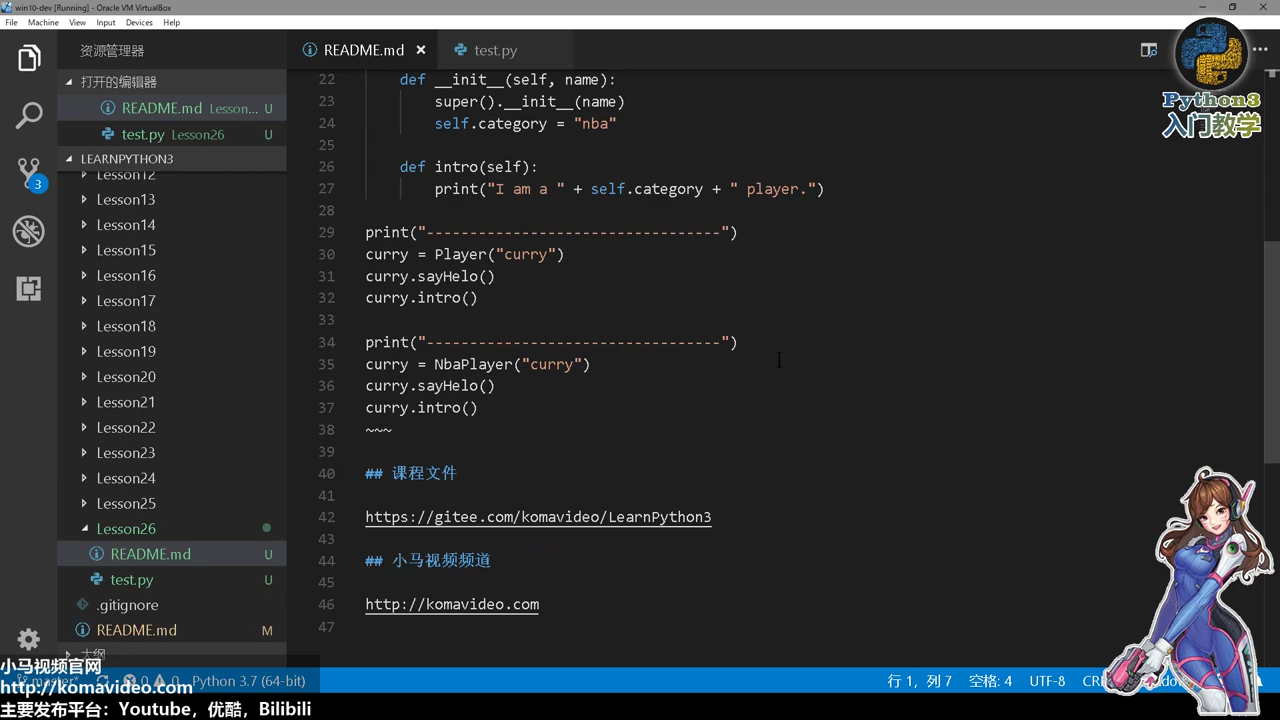 win10-dev [Running] - Oracle VM VirtualBox
File Machine View Input Devices Help
资源管理器
打开的编辑器
README.md Lesson... U
test.py Lesson26 U
LEARNPYTHON3
Lesson12
Lesson13
Lesson14
Lesson15
Lesson16
Lesson17
Lesson18
Lesson19
Lesson20
Lesson21
Lesson22
Lesson23
Lesson24
Lesson25
Lesson26
README.md U
test.py U
.gitignore
README.md M
大纲
3
README.md × test.py
22 def __init__(self, name):
23 super().__init__(name)
24 self.category = "nba"
25
26 def intro(self):
27 print("I am a " + self.category + " player.")
28
29 print("----------------------------------")
30 curry = Player("curry")
31 curry.sayHelo()
32 curry.intro()
33
34 print("----------------------------------")
35 curry = NbaPlayer("curry")
36 curry.sayHelo()
37 curry.intro()
38 ~~~
39
40 ## 课程文件
41
42 https://gitee.com/komavideo/LearnPython3
43
44 ## 小马视频频道
45
46 http://komavideo.com
47
Python3
入门教学
master* 0 0 Python 3.7 (64-bit) 行 1，列 7 空格: 4 UTF-8
小马视频官网
http://komavideo.com
主要发布平台：Youtube，优酷，Bilibili